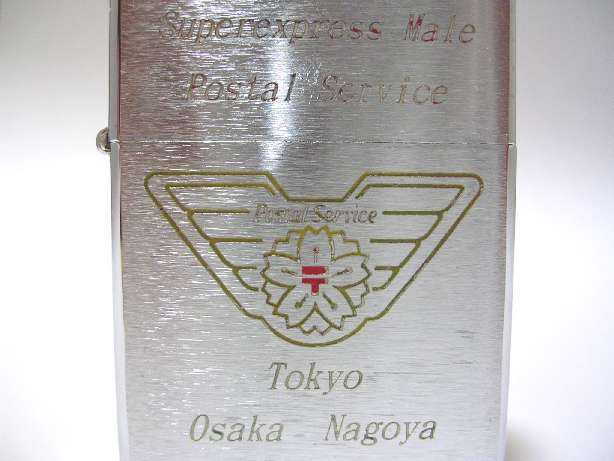 Superexpress Male
Postal Service
Postal Service
〒
Tokyo
Osaka Nagoya